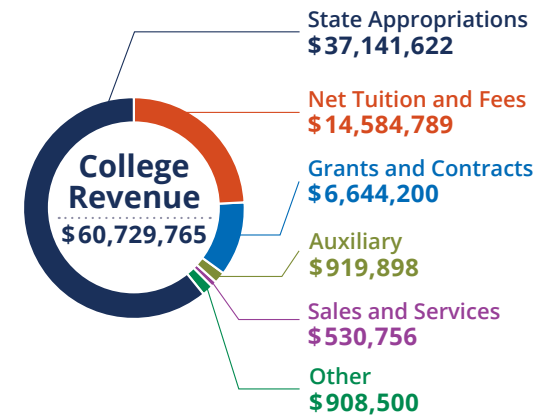 State Appropriations
$37,141,622
Net Tuition and Fees
$14,584,789
College
Revenue
$60,729,765
Grants and Contracts
$6,644,200
Auxiliary
$919,898
Sales and Services
$530,756
Other
$908,500